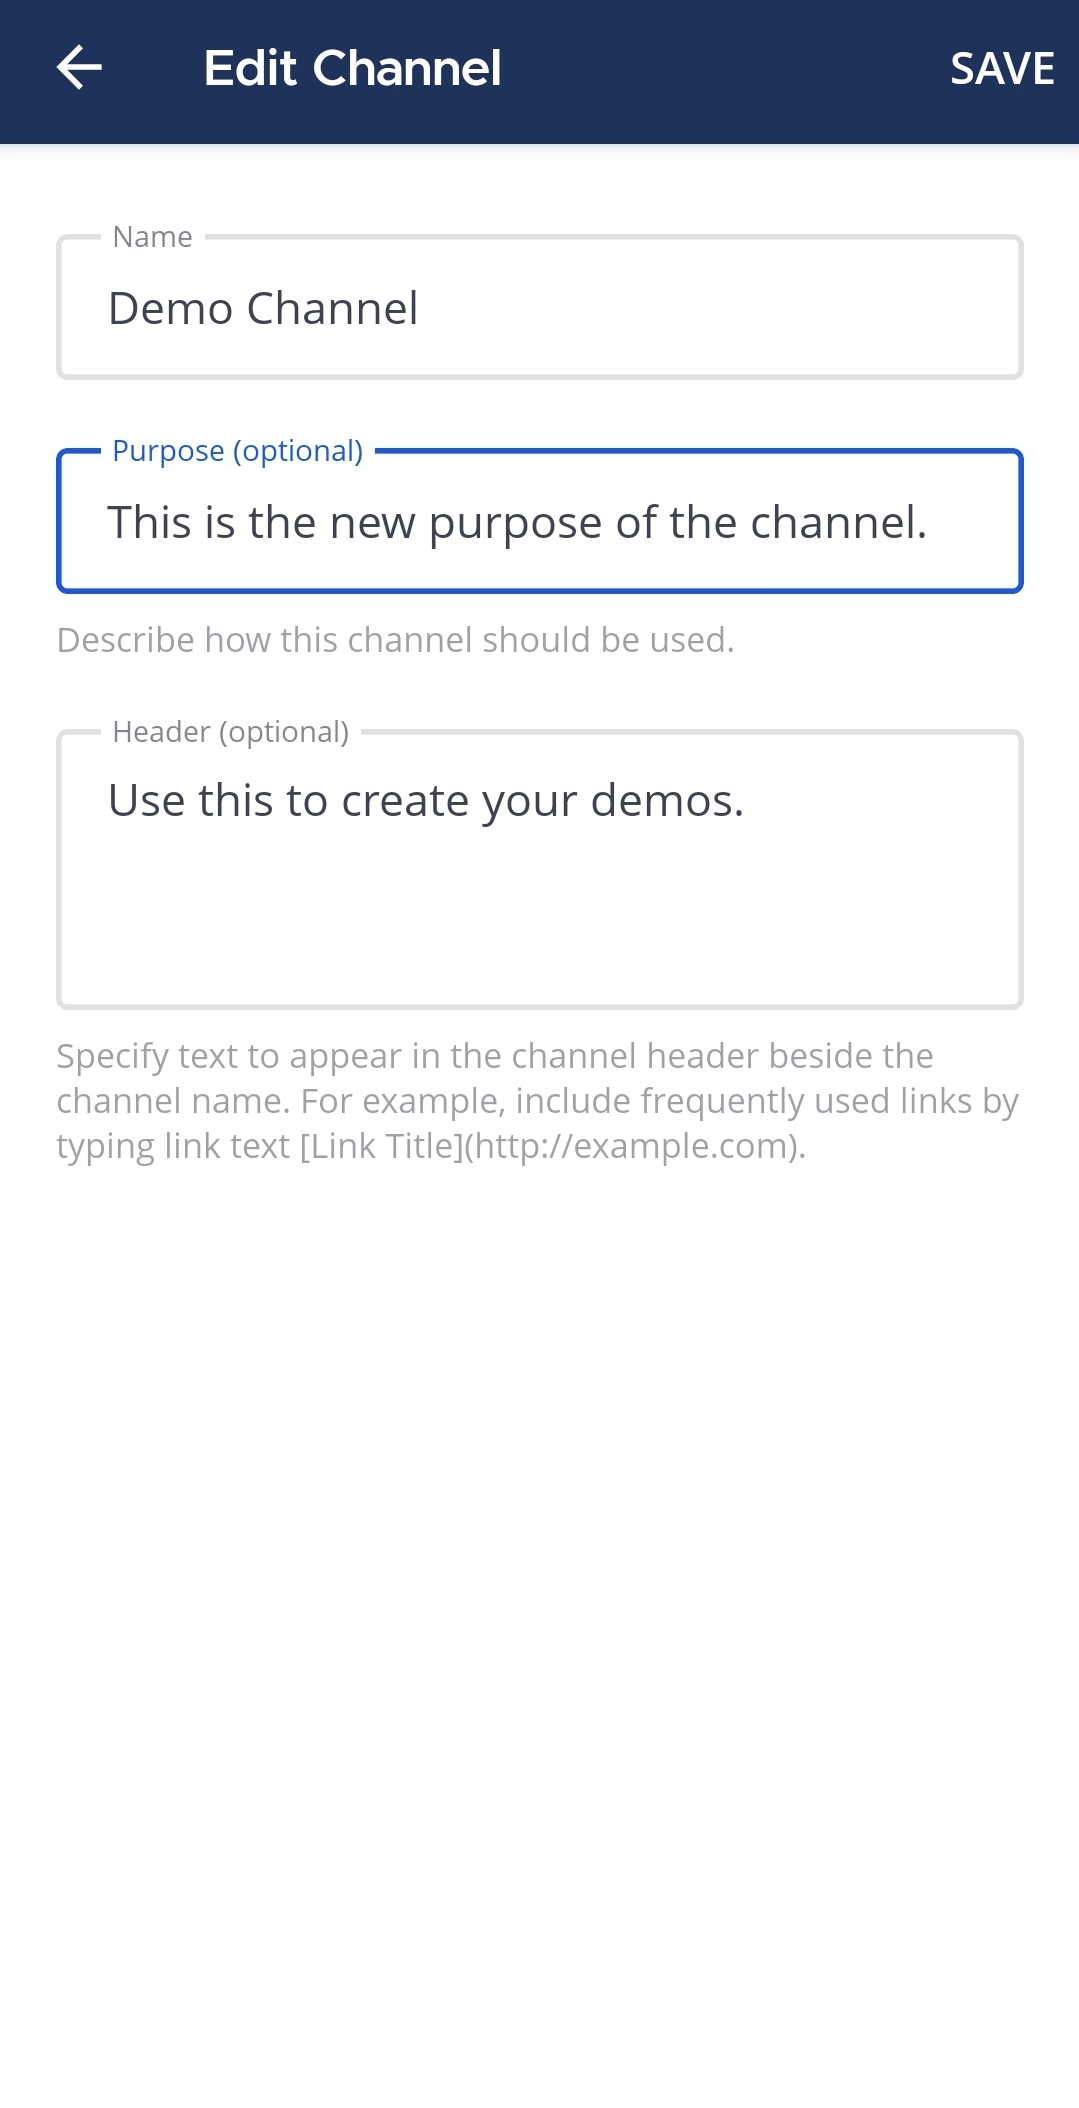 Edit Channel
SAVE
Name
Demo Channel
Purpose (optional)
This is the new purpose of the channel.
Describe how this channel should be used.
Header (optional)
Use this to create your demos.
Specify text to appear in the channel header beside the
channel name. For example, include frequently used links by
typing link text [Link Title](http://example.com).